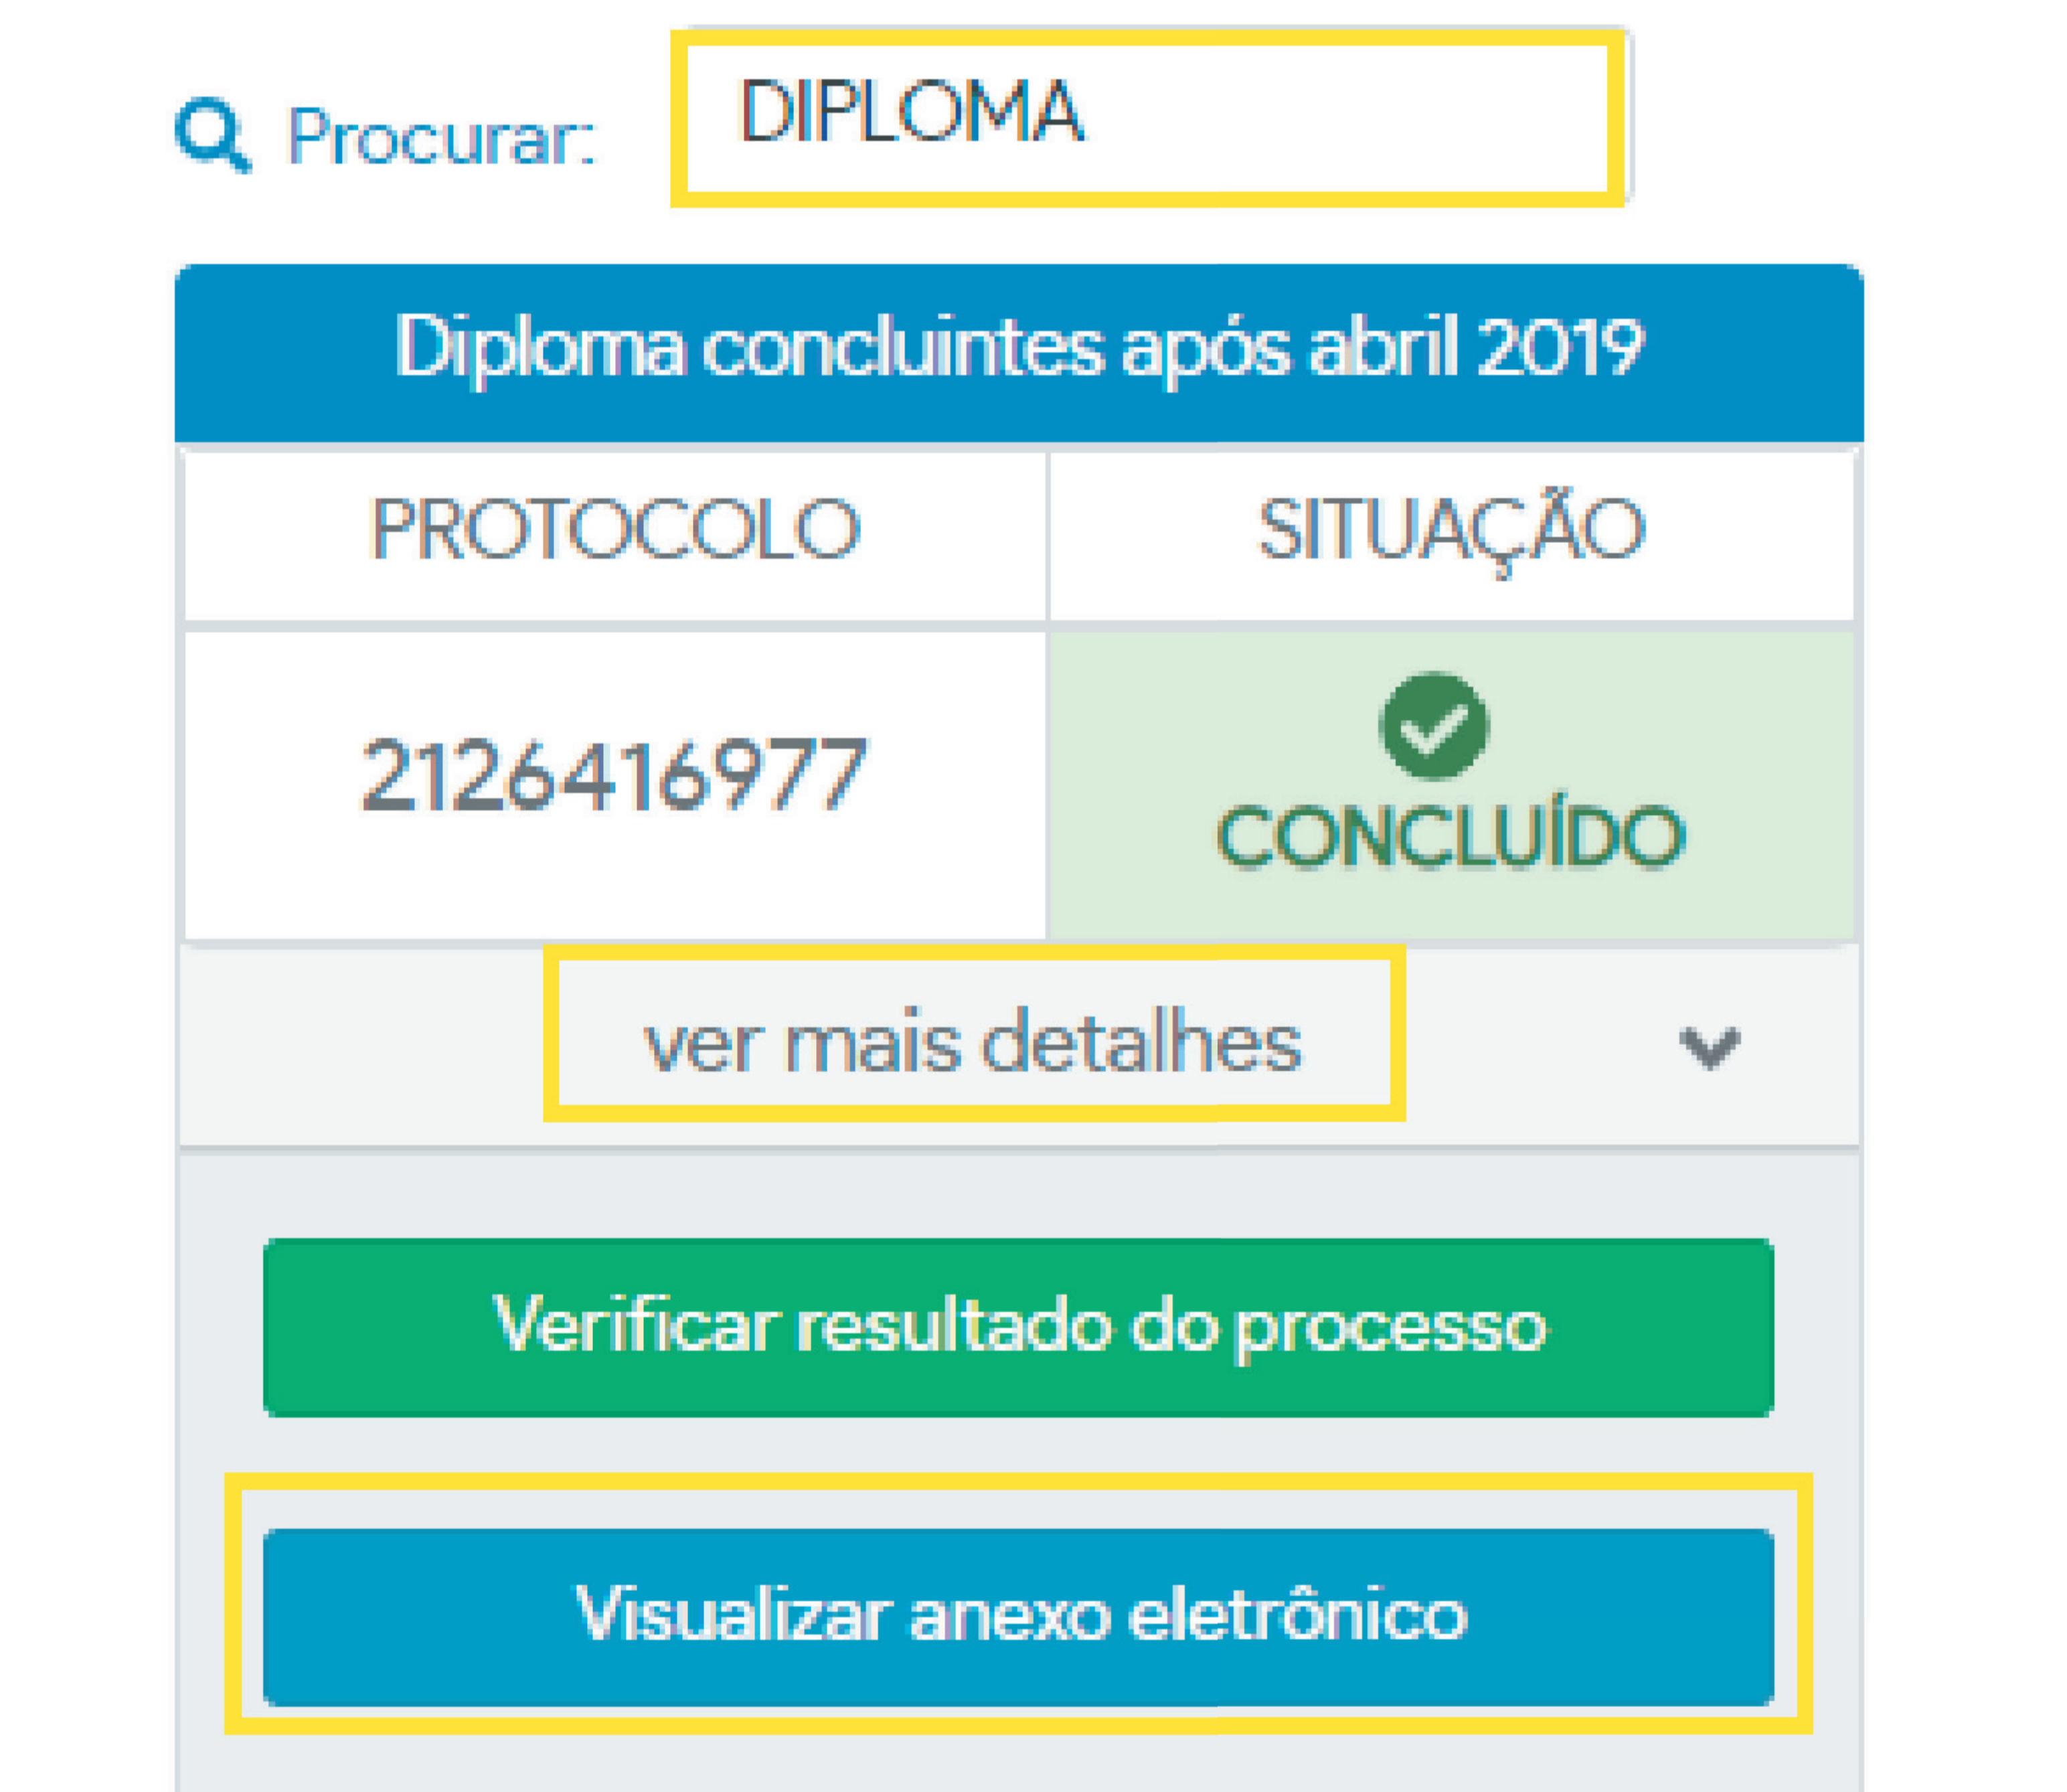 Procurar: DIPLOMA
Diploma concluintes após abril 2019
PROTOCOLO SITUAÇÃO
2126416977 CONCLUÍDO
ver mais detalhes
Verificar resultado do processo
Visualizar anexo eletrônico